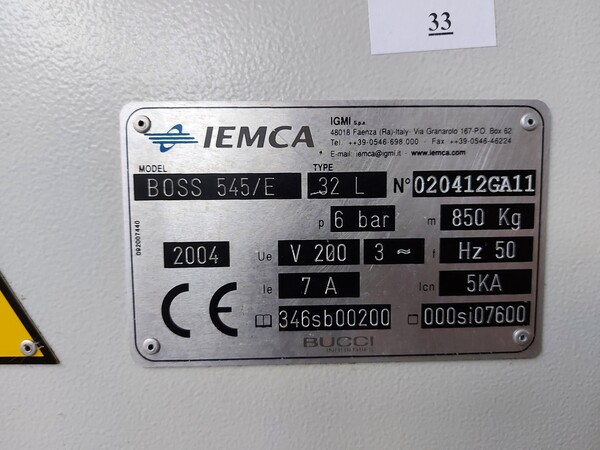 33
IGMI S.p.A.
48018 Faenza (Ra)-Italy- Via Granarolo 167-P.O. Box 62
Tel. ++39-0546 698.000 - Fax ++39-0546-46224
E-mail: iemca@igmi.it - www.iemca.com
IEMCA
MODEL TYPE
BOSS 545/E 32 L N° 020412GA11
p 6 bar m 850 Kg
2004 Ue V 200 3 ≂ f Hz 50
Ie 7 A Icn 5KA
CE
346sb00200 000si07600
BUCCI
INDUSTRIES
092007440